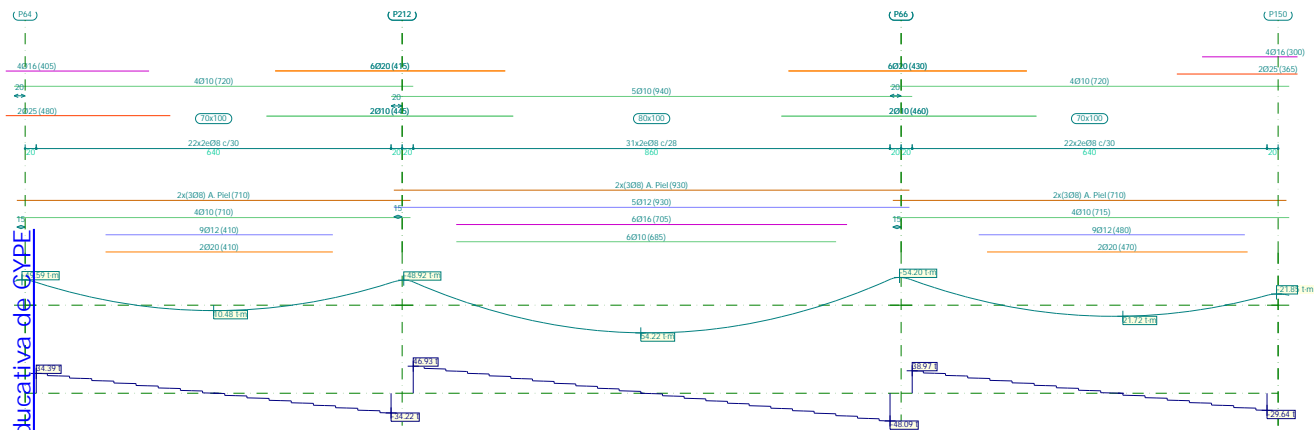 P64 P212 P66 P150
4Ø16 (300)
4Ø16 (405) 6Ø20 (415) 6Ø20 (430)
2Ø25 (365)
4Ø10 (720) 4Ø10 (720)
20 20
5Ø10 (940)
20
2Ø25 (480) 2Ø10 (445) 2Ø10 (460)
70x100 80x100 70x100
22x2eØ8 c/30 31x2eØ8 c/28 22x2eØ8 c/30
20 640 20 20 860 20 20 640 20
2x(3Ø8) A. Piel (930)
2x(3Ø8) A. Piel (710) 2x(3Ø8) A. Piel (710)
5Ø12 (930)
15
4Ø10 (710) 4Ø10 (715)
15 15
6Ø16 (705)
9Ø12 (410) 9Ø12 (480)
6Ø10 (685)
2Ø20 (410) 2Ø20 (470)
-48.92 t·m -54.20 t·m
-21.85 t·m
10.48 t·m 21.72 t·m
54.22 t·m
34.39 t 46.93 t 38.97 t
-34.22 t -48.09 t -29.64 t
ducativa de CYPE